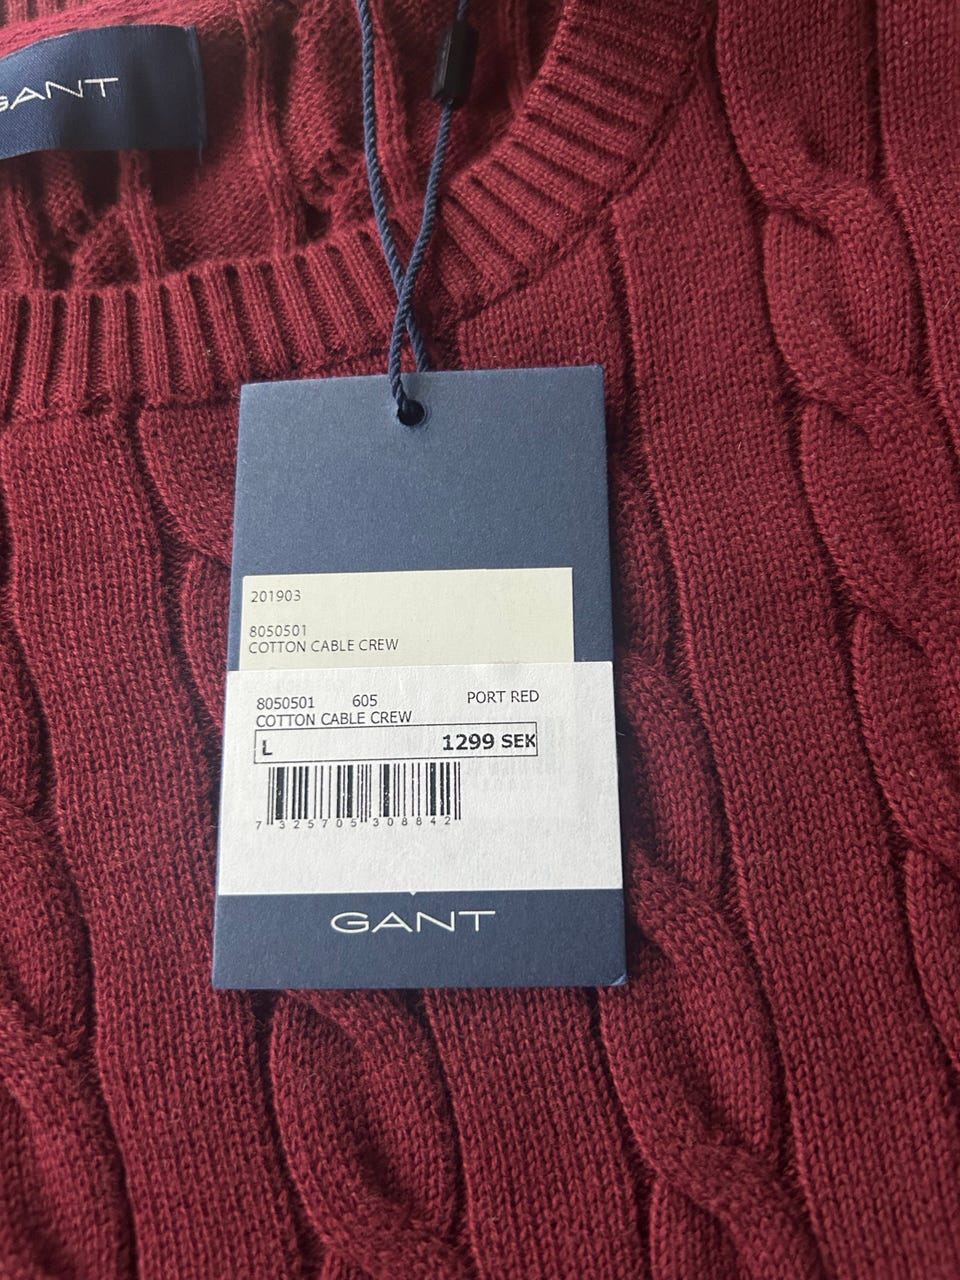 GANT
201903
8050501
COTTON CABLE CREW
8050501 605 PORT RED
COTTON CABLE CREW
L 1299 SEK
7 325705 308842
GANT